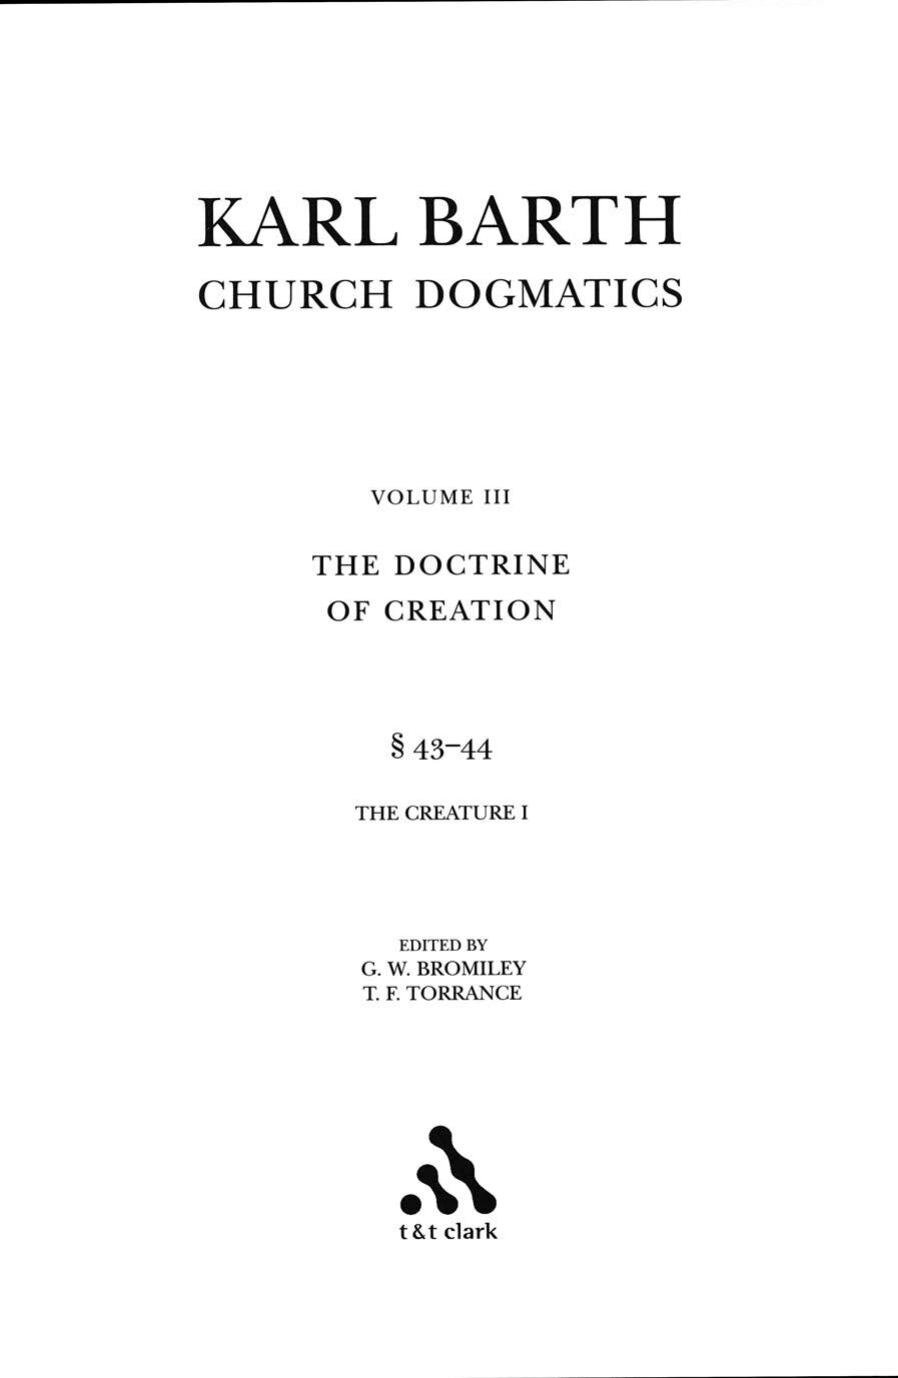 KARL BARTH
CHURCH DOGMATICS
VOLUME III
THE DOCTRINE
OF CREATION
§ 43–44
THE CREATURE I
EDITED BY
G. W. BROMILEY
T. F. TORRANCE
t&t clark